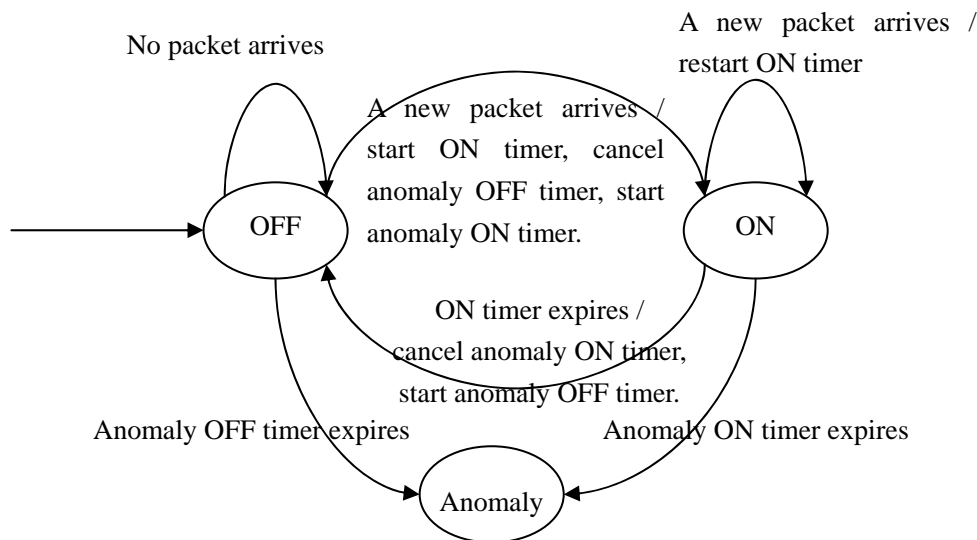 No packet arrives
A new packet arrives /
restart ON timer
A new packet arrives /
start ON timer, cancel
anomaly OFF timer, start
anomaly ON timer.
OFF
ON
ON timer expires /
cancel anomaly ON timer,
start anomaly OFF timer.
Anomaly OFF timer expires
Anomaly ON timer expires
Anomaly